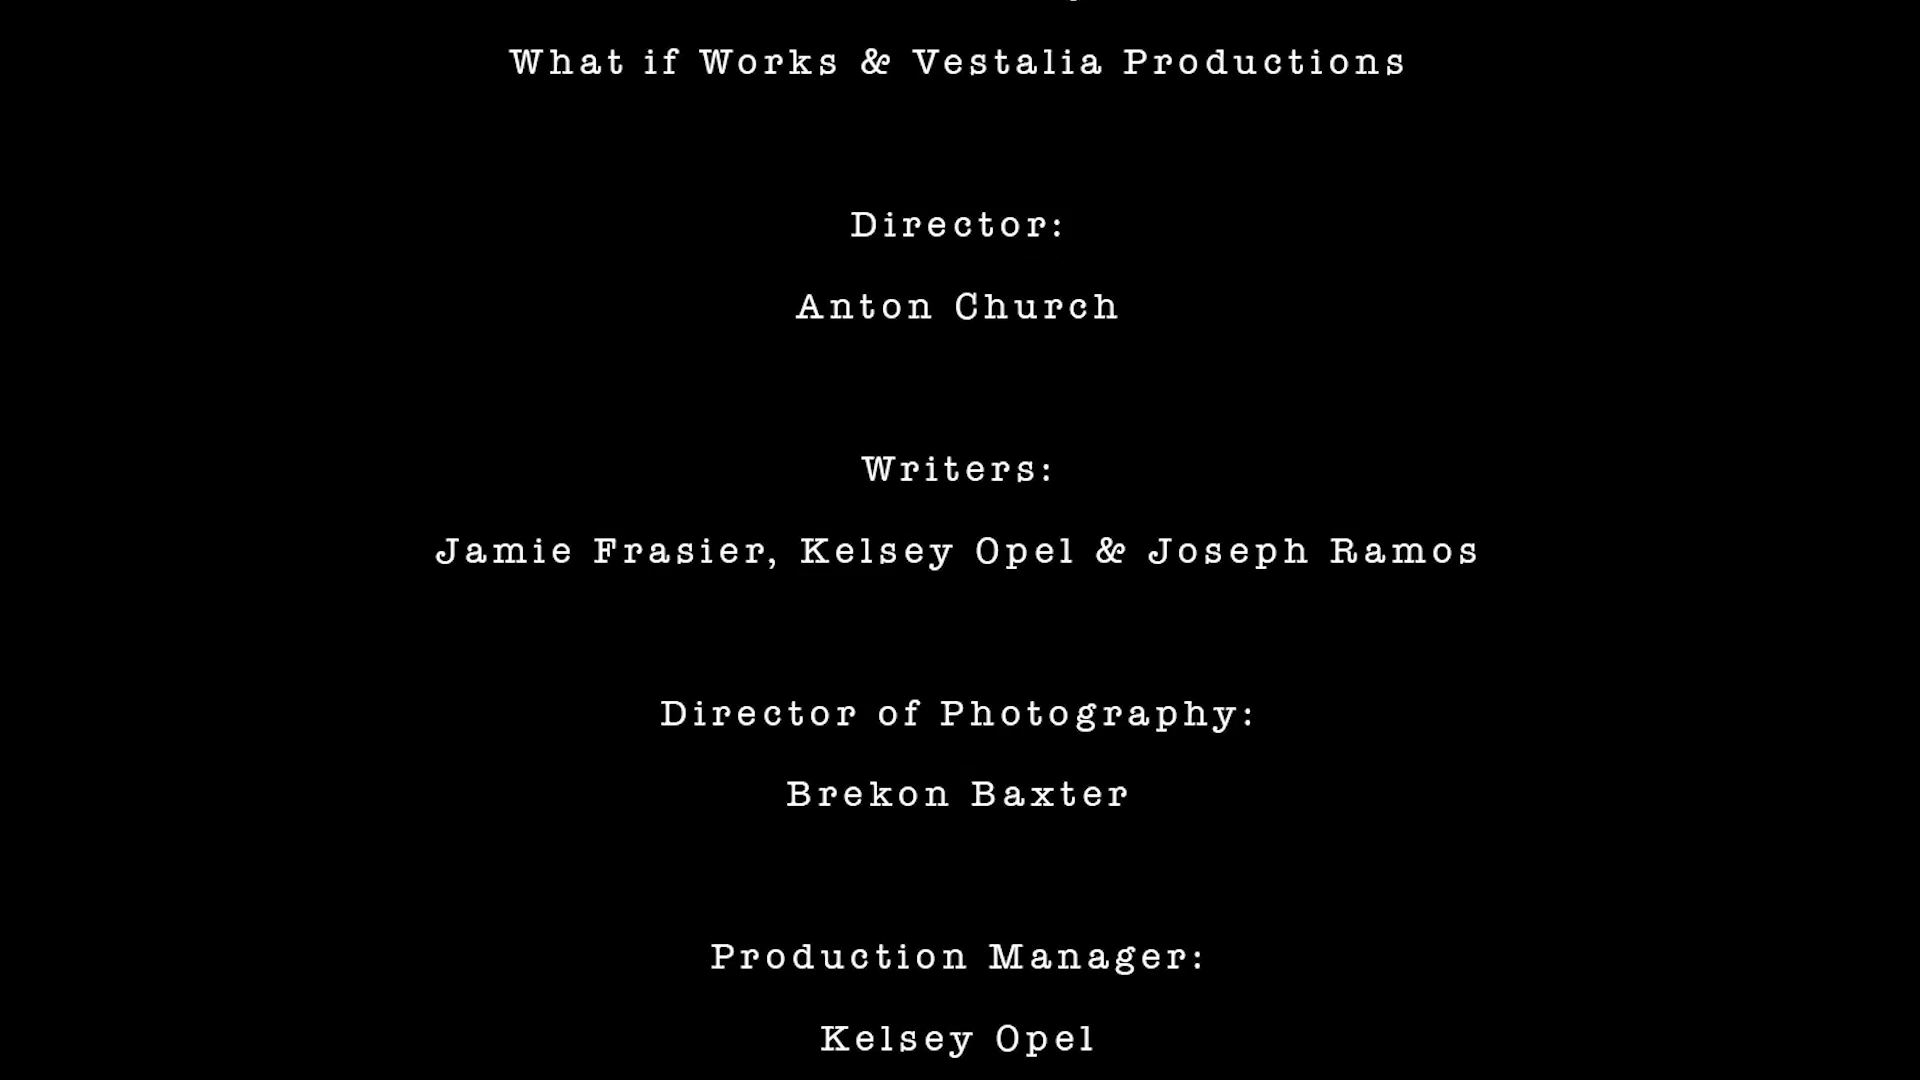 What if Works & Vestalia Productions
Director:
Anton Church
Writers:
Jamie Frasier, Kelsey Opel & Joseph Ramos
Director of Photography:
Brekon Baxter
Production Manager:
Kelsey Opel